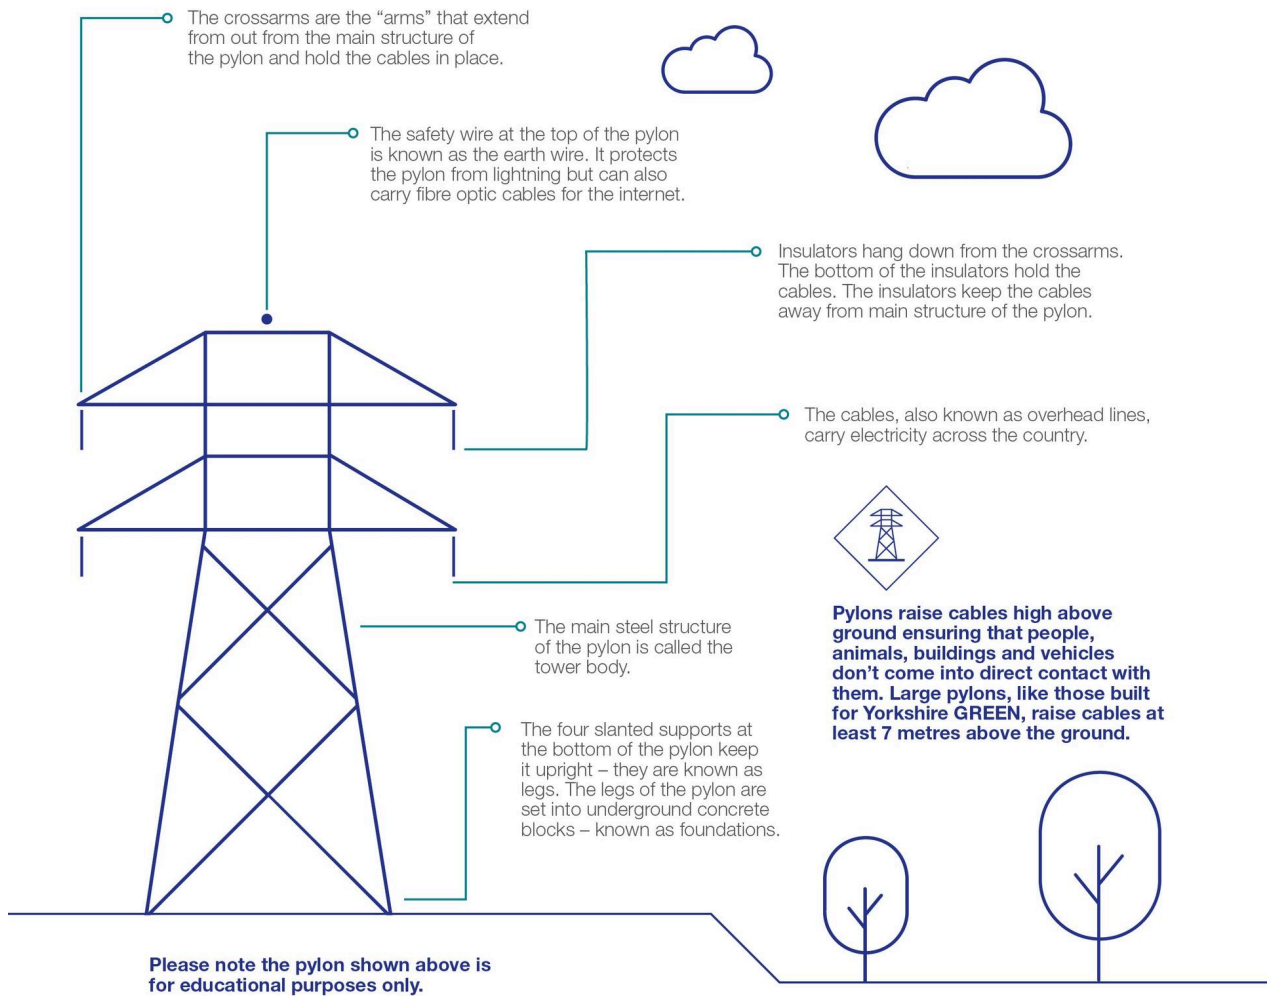 The crossarms are the “arms” that extend
from out from the main structure of
the pylon and hold the cables in place.
The safety wire at the top of the pylon
is known as the earth wire. It protects
the pylon from lightning but can also
carry fibre optic cables for the internet.
Insulators hang down from the crossarms.
The bottom of the insulators hold the
cables. The insulators keep the cables
away from main structure of the pylon.
The cables, also known as overhead lines,
carry electricity across the country.
Pylons raise cables high above
ground ensuring that people,
animals, buildings and vehicles
don’t come into direct contact with
them. Large pylons, like those built
for Yorkshire GREEN, raise cables at
least 7 metres above the ground.
The main steel structure
of the pylon is called the
tower body.
The four slanted supports at
the bottom of the pylon keep
it upright – they are known as
legs. The legs of the pylon are
set into underground concrete
blocks – known as foundations.
Please note the pylon shown above is
for educational purposes only.